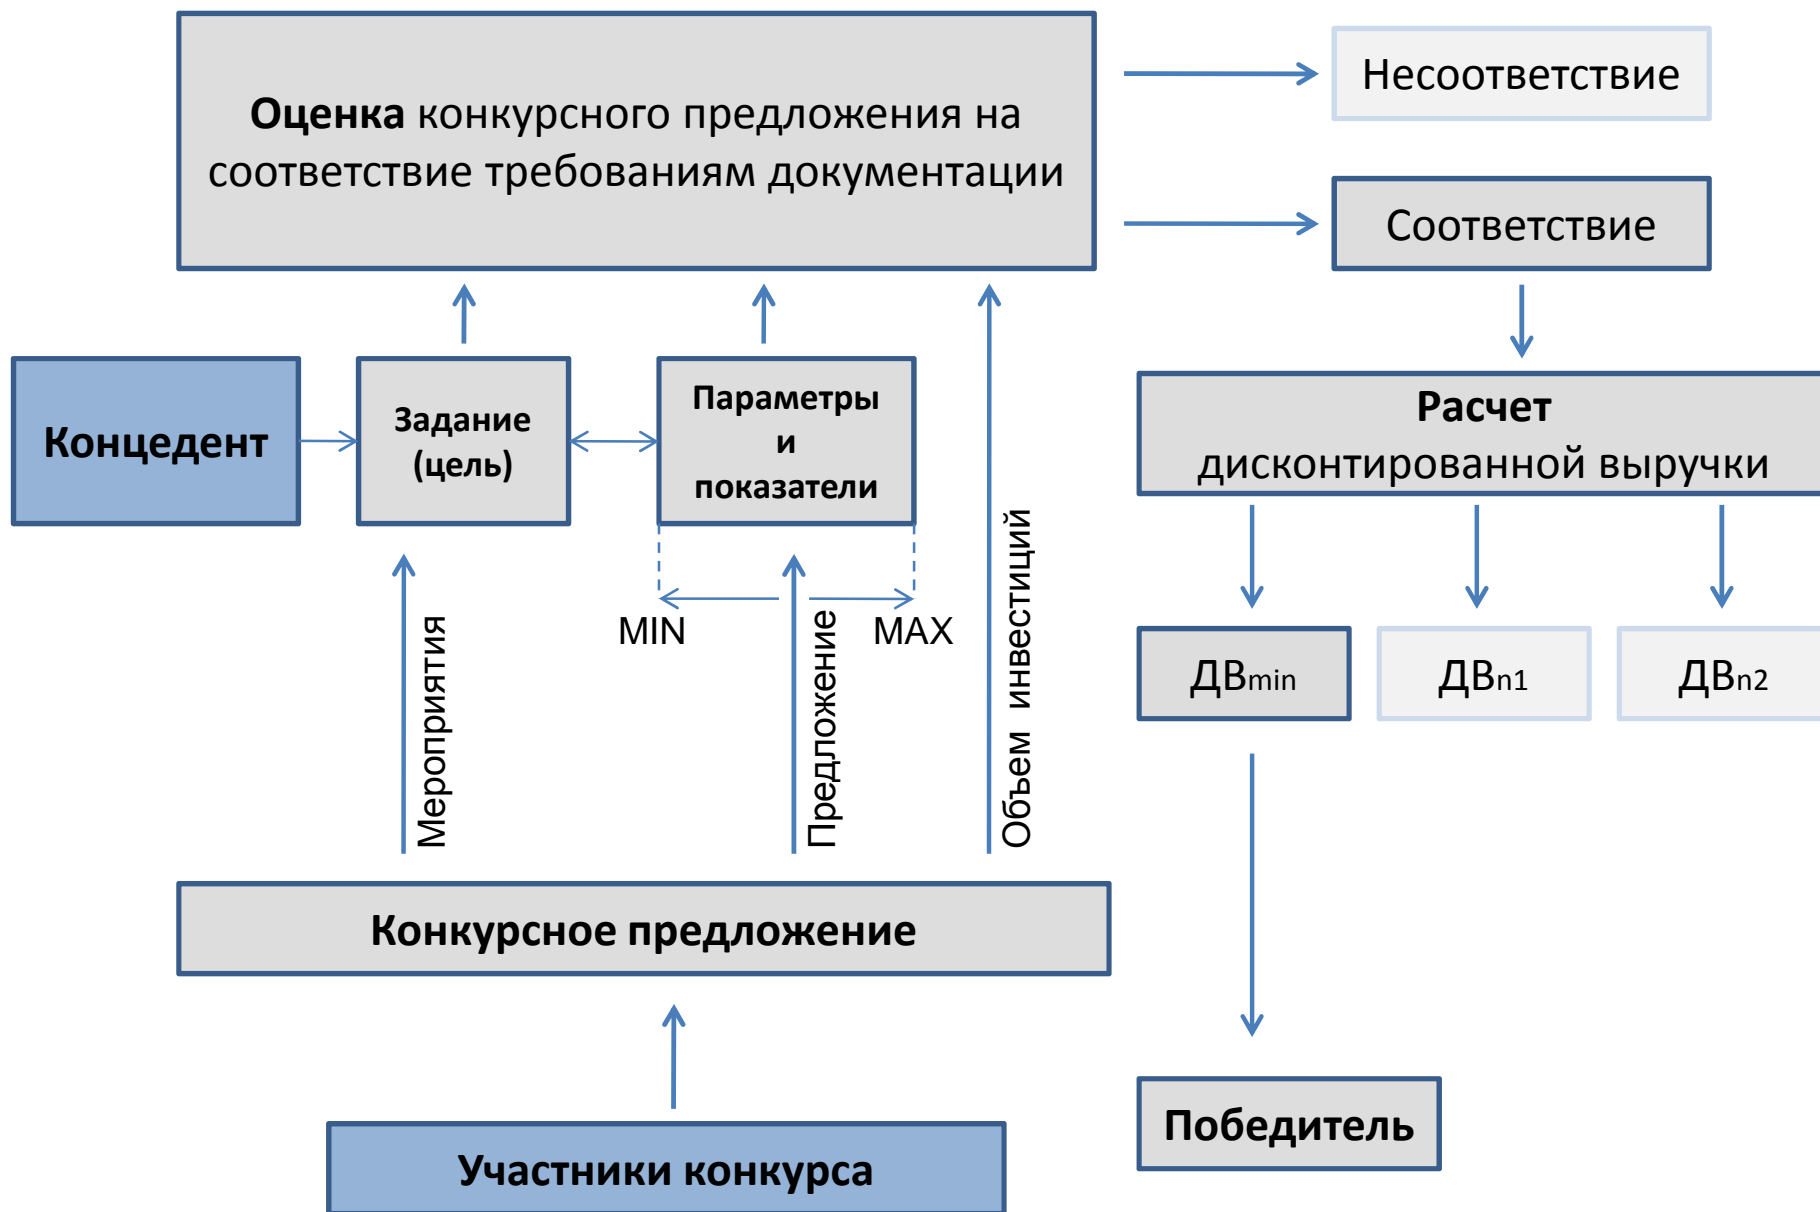 Оценка конкурсного предложения на
соответствие требованиям документации
Несоответствие
Соответствие
Концедент
Задание
(цель)
Параметры
и
показатели
Расчет
дисконтированной выручки
MIN
MAX
Мероприятия
Предложение
Объем инвестиций
ДВmin
ДВn1
ДВn2
Конкурсное предложение
Победитель
Участники конкурса